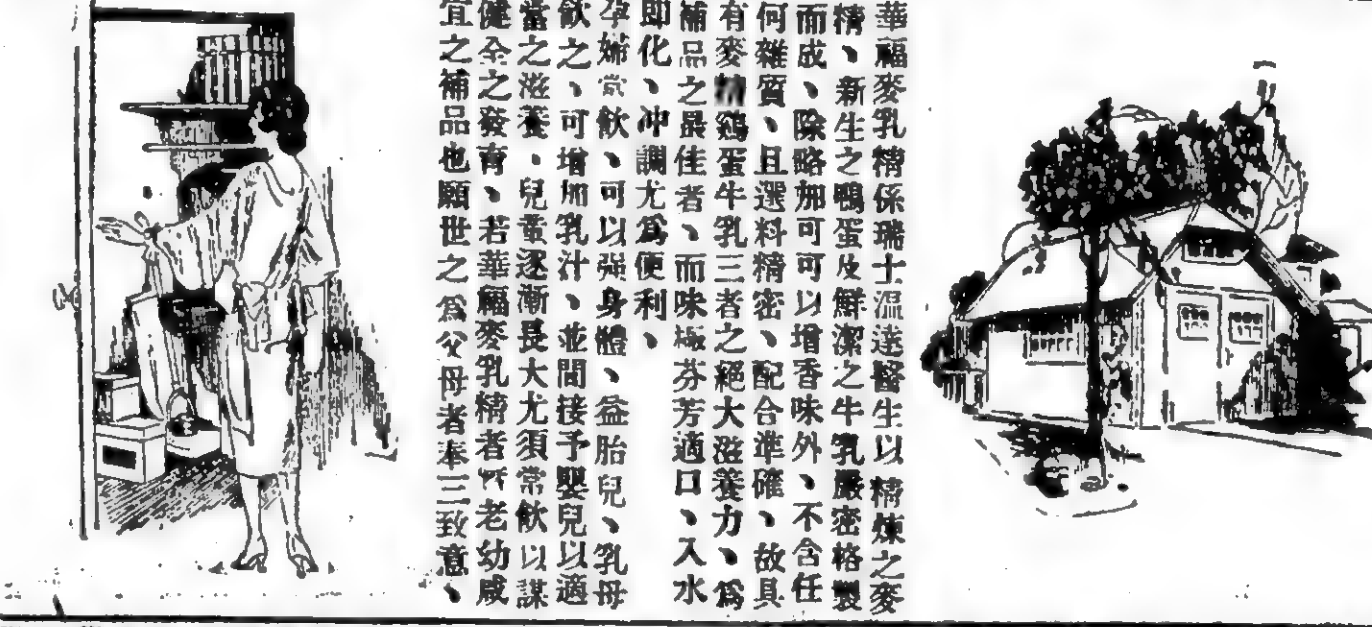 華福麥乳精係瑞士溫達醫生以精煉之麥
精、新生之鴨蛋及鮮潔之牛乳嚴密格製
而成、除略加可可以增香味外、不含任
何雜質、且選料精密、配合準確、故具
有麥精鷄蛋牛乳三者之絕大滋養力、爲
補品之最佳者、而味極芬芳適口、入水
即化、冲調尤爲便利、
孕婦常飲、可以强身體、益胎兒、乳母
飲之、可增加乳汁、並間接予嬰兒以適
當之滋養、兒童逐漸長大尤須常飲以謀
健全之發育、若華福麥乳精者老幼咸
宜之補品也願世之爲父母者奉三致意、